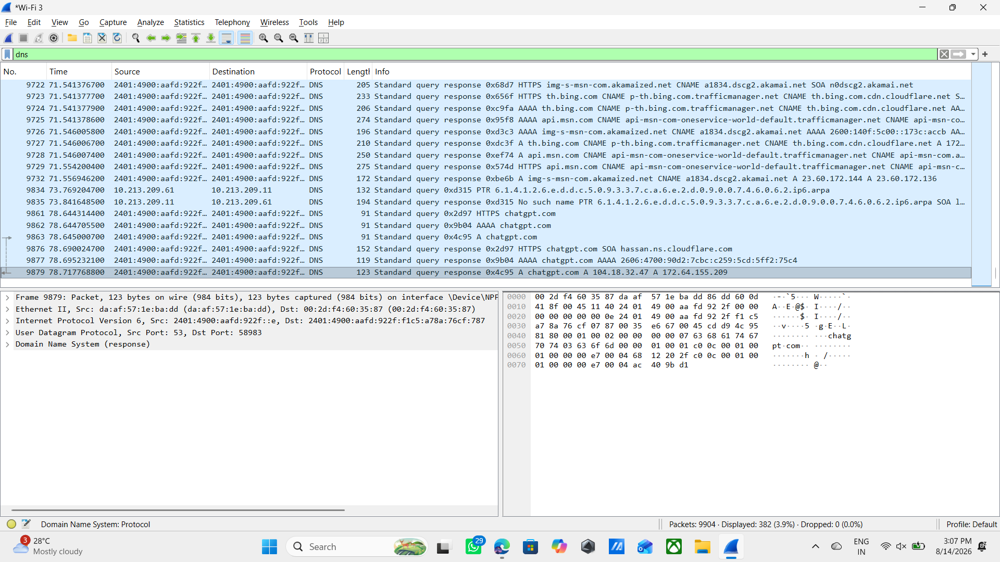 *Wi-Fi 3
File Edit View Go Capture Analyze Statistics Telephony Wireless Tools Help
dns
No. Time Source Destination Protocol Length Info
9722 71.541376700 2401:4900:aafd:922f… 2401:4900:aafd:922f… DNS 205 Standard query response 0x68d7 HTTPS img-s-msn-com.akamaized.net CNAME a1834.dscg2.akamai.net SOA n0dscg2.akamai.net
9723 71.541377700 2401:4900:aafd:922f… 2401:4900:aafd:922f… DNS 233 Standard query response 0x656f HTTPS th.bing.com CNAME p-th.bing.com.trafficmanager.net CNAME th.bing.com.cdn.cloudflare.net S…
9724 71.541377900 2401:4900:aafd:922f… 2401:4900:aafd:922f… DNS 206 Standard query response 0xc9fa AAAA th.bing.com CNAME p-th.bing.com.trafficmanager.net CNAME th.bing.com.cdn.cloudflare.net AA…
9725 71.541378600 2401:4900:aafd:922f… 2401:4900:aafd:922f… DNS 274 Standard query response 0x95f8 AAAA api.msn.com CNAME api-msn-com-oneservice-world-default.trafficmanager.net CNAME api-msn-co…
9726 71.546005800 2401:4900:aafd:922f… 2401:4900:aafd:922f… DNS 196 Standard query response 0xd3c3 AAAA img-s-msn-com.akamaized.net CNAME a1834.dscg2.akamai.net AAAA 2600:140f:5c00::173c:accb AA…
9727 71.546006700 2401:4900:aafd:922f… 2401:4900:aafd:922f… DNS 210 Standard query response 0xdc3f A th.bing.com CNAME p-th.bing.com.trafficmanager.net CNAME th.bing.com.cdn.cloudflare.net A 172…
9728 71.546007400 2401:4900:aafd:922f… 2401:4900:aafd:922f… DNS 250 Standard query response 0xef74 A api.msn.com CNAME api-msn-com-oneservice-world-default.trafficmanager.net CNAME api-msn-com.a…
9729 71.554200400 2401:4900:aafd:922f… 2401:4900:aafd:922f… DNS 275 Standard query response 0x574d HTTPS api.msn.com CNAME api-msn-com-oneservice-world-default.trafficmanager.net CNAME api-msn-c…
9732 71.556946200 2401:4900:aafd:922f… 2401:4900:aafd:922f… DNS 172 Standard query response 0xbe6b A img-s-msn-com.akamaized.net CNAME a1834.dscg2.akamai.net A 23.60.172.144 A 23.60.172.136
9834 73.769204700 10.213.209.61 10.213.209.11 DNS 132 Standard query 0xd315 PTR 6.1.4.1.2.6.e.d.d.c.5.0.9.3.3.7.c.a.6.e.2.d.0.9.0.0.7.4.6.0.6.2.ip6.arpa
9835 73.841648500 10.213.209.11 10.213.209.61 DNS 194 Standard query response 0xd315 No such name PTR 6.1.4.1.2.6.e.d.d.c.5.0.9.3.3.7.c.a.6.e.2.d.0.9.0.0.7.4.6.0.6.2.ip6.arpa SOA l…
9861 78.644314400 2401:4900:aafd:922f… 2401:4900:aafd:922f… DNS 91 Standard query 0x2d97 HTTPS chatgpt.com
9862 78.644705500 2401:4900:aafd:922f… 2401:4900:aafd:922f… DNS 91 Standard query 0x9b04 AAAA chatgpt.com
9863 78.645000700 2401:4900:aafd:922f… 2401:4900:aafd:922f… DNS 91 Standard query 0x4c95 A chatgpt.com
9876 78.690024700 2401:4900:aafd:922f… 2401:4900:aafd:922f… DNS 152 Standard query response 0x2d97 HTTPS chatgpt.com SOA hassan.ns.cloudflare.com
9877 78.695232100 2401:4900:aafd:922f… 2401:4900:aafd:922f… DNS 119 Standard query response 0x9b04 AAAA chatgpt.com AAAA 2606:4700:90d2:7cbc:c259:5cd:5ff2:75c4
9879 78.717768800 2401:4900:aafd:922f… 2401:4900:aafd:922f… DNS 123 Standard query response 0x4c95 A chatgpt.com A 104.18.32.47 A 172.64.155.209
Frame 9879: Packet, 123 bytes on wire (984 bits), 123 bytes captured (984 bits) on interface \Device\NPF
Ethernet II, Src: da:af:57:1e:ba:dd (da:af:57:1e:ba:dd), Dst: 00:2d:f4:60:35:87 (00:2d:f4:60:35:87)
Internet Protocol Version 6, Src: 2401:4900:aafd:922f::e, Dst: 2401:4900:aafd:922f:f1c5:a78a:76cf:787
User Datagram Protocol, Src Port: 53, Dst Port: 58983
Domain Name System (response)
0000 00 2d f4 60 35 87 da af 57 1e ba dd 86 dd 60 0d ·-·`5··· W·····`·
0010 41 8f 00 45 11 40 24 01 49 00 aa fd 92 2f 00 00 A··E·@$· I····/··
0020 00 00 00 00 00 0e 24 01 49 00 aa fd 92 2f f1 c5 ······$· I····/··
0030 a7 8a 76 cf 07 87 00 35 e6 67 00 45 cd d9 4c 95 ··v····5 ·g·E··L·
0040 81 80 00 01 00 02 00 00 00 00 07 63 68 61 74 67 ········ ···chatg
0050 70 74 03 63 6f 6d 00 00 01 00 01 c0 0c 00 01 00 pt·com·· ········
0060 01 00 00 00 e7 00 04 68 12 20 2f c0 0c 00 01 00 ·······h · /·····
0070 01 00 00 00 e7 00 04 ac 40 9b d1 ········ @··
Domain Name System: Protocol
Packets: 9904 · Displayed: 382 (3.9%) · Dropped: 0 (0.0%)
Profile: Default
3
28°C
Mostly cloudy
Search
29
ENG
IN
3:07 PM
8/14/2026